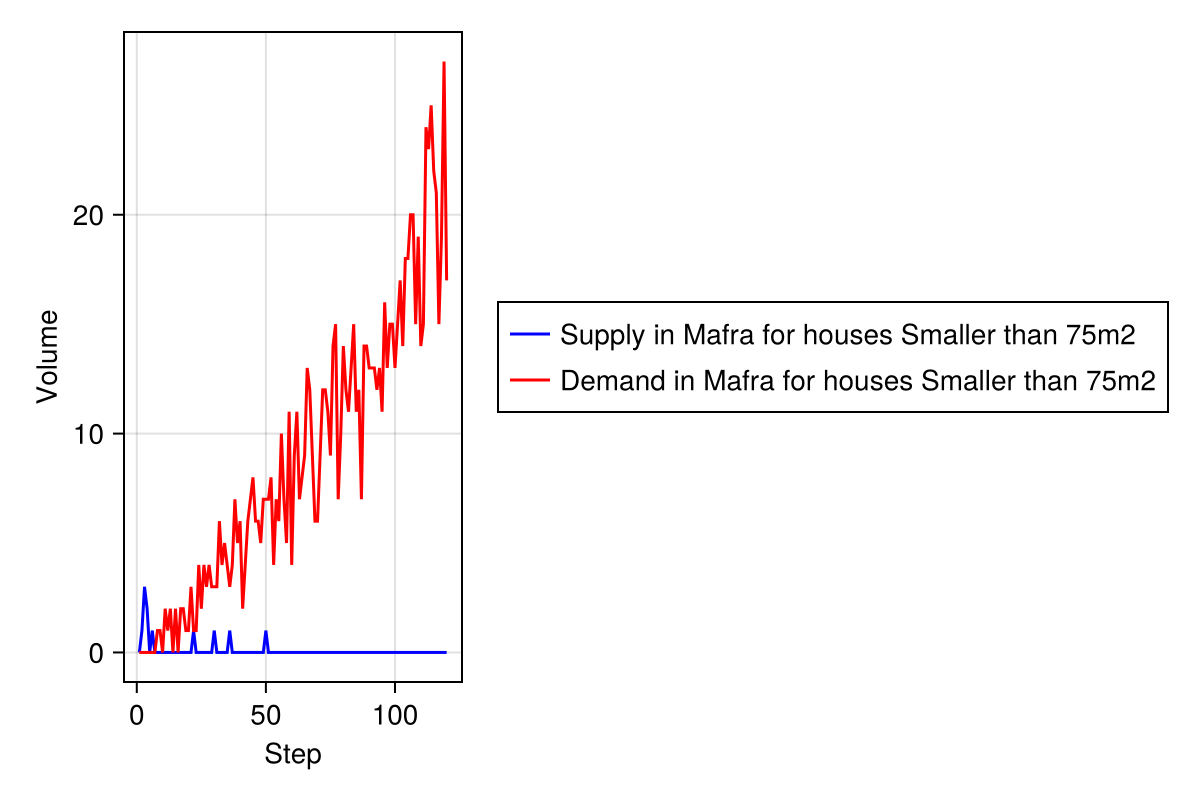 Volume
20
10
0
0 50 100
Step
Supply in Mafra for houses Smaller than 75m2
Demand in Mafra for houses Smaller than 75m2